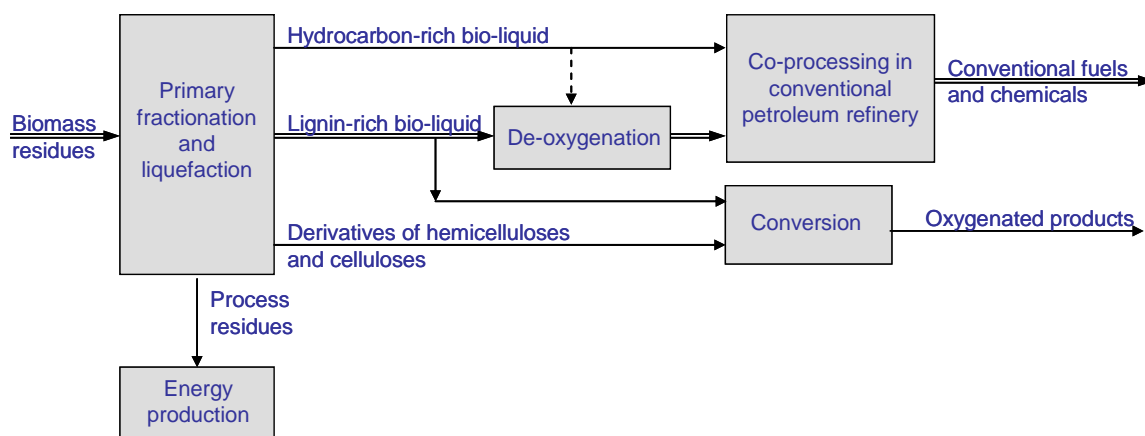 Hydrocarbon-rich bio-liquid
Primary
fractionation
and
liquefaction
Co-processing in
conventional
petroleum refinery
Conventional fuels
and chemicals
Biomass
residues
Lignin-rich bio-liquid
De-oxygenation
Derivatives of hemicelluloses
and celluloses
Conversion
Oxygenated products
Process
residues
Energy
production